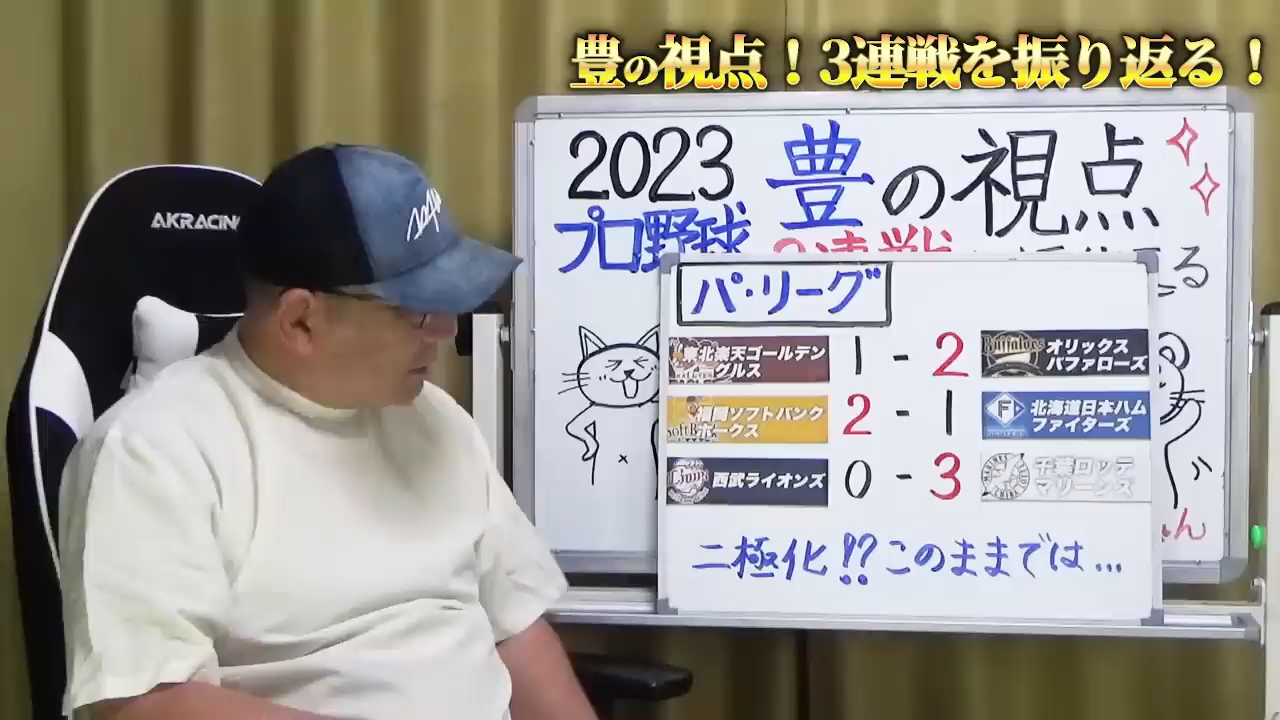 豊の視点！3連戦を振り返る！
2023 豊の視点
プロ野球
る
パ・リーグ
AKRACING
東北楽天ゴールデン
イーグルス
1 - 2
オリックス
バファローズ
福岡ソフトバンク
ホークス
2 - 1
北海道日本ハム
ファイターズ
西武ライオンズ
0 - 3
千葉ロッテ
マリーンズ
ん
二極化!?このままでは…